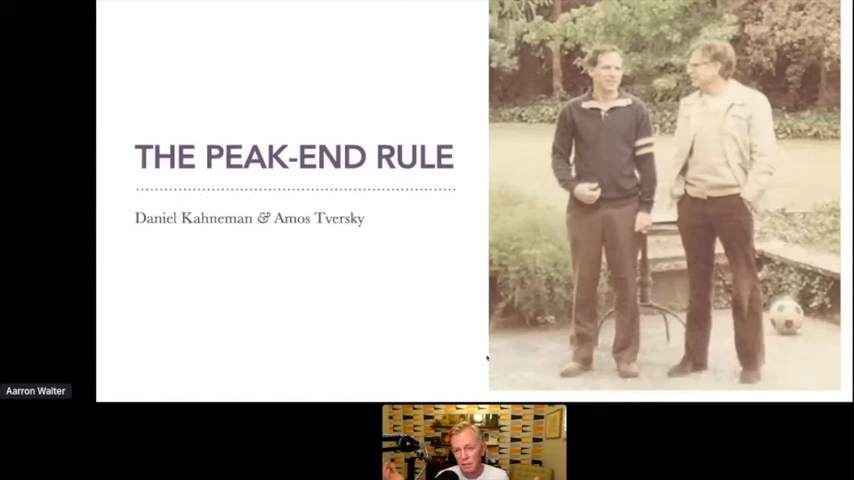 THE PEAK-END RULE
Daniel Kahneman & Amos Tversky
Aarron Walter